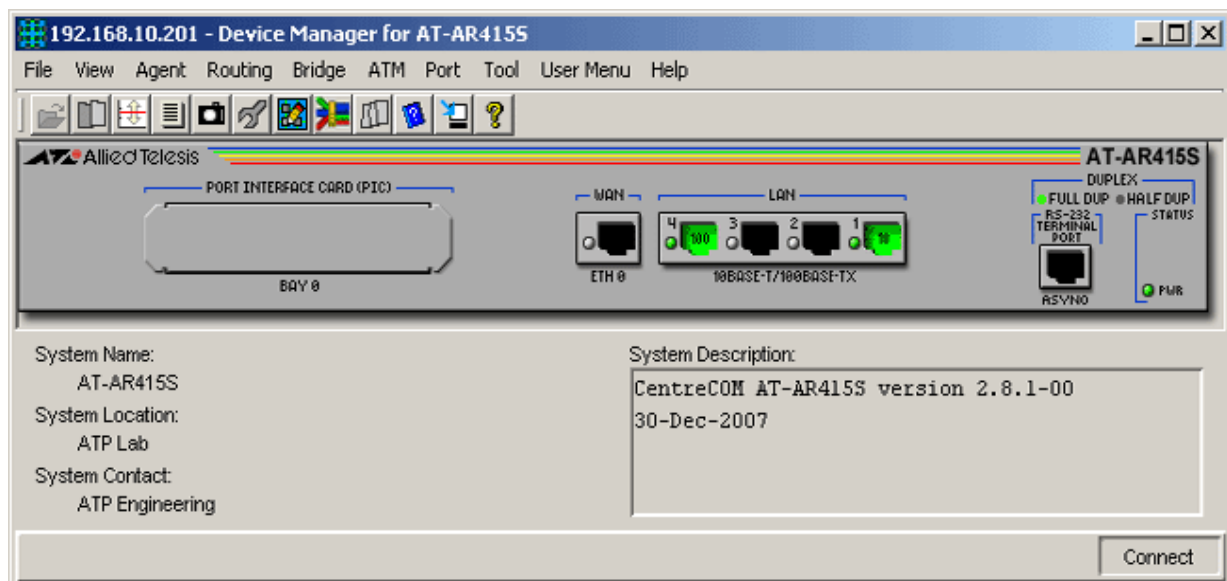 192.168.10.201 - Device Manager for AT-AR415S
File View Agent Routing Bridge ATM Port Tool User Menu Help
Allied Telesis
AT-AR415S
PORT INTERFACE CARD (PIC)
BAY 0
WAN
ETH 0
LAN
4 3 2 1
100 10
10BASE-T/100BASE-TX
DUPLEX
FULL DUP HALF DUP
RS-232
TERMINAL
PORT
ASYN0
STATUS
PWR
System Name:
AT-AR415S
System Location:
ATP Lab
System Contact:
ATP Engineering
System Description:
CentreCOM AT-AR415S version 2.8.1-00
30-Dec-2007
Connect